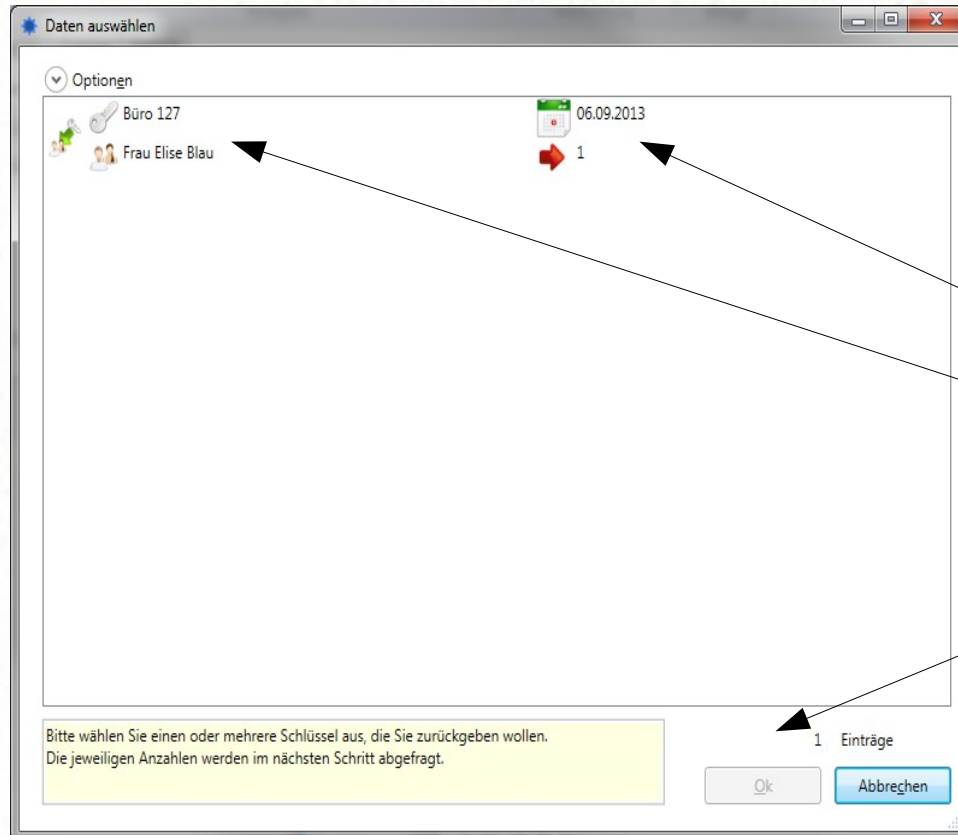 Daten auswählen
Optionen
Büro 127
06.09.2013
Frau Elise Blau
1
Bitte wählen Sie einen oder mehrere Schlüssel aus, die Sie zurückgeben wollen.
Die jeweiligen Anzahlen werden im nächsten Schritt abgefragt.
1 Einträge
Ok
Abbrechen